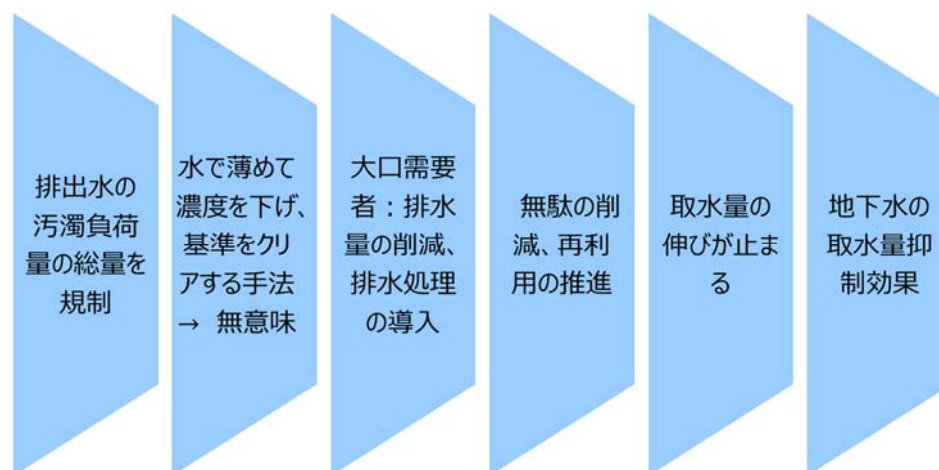 排出水の
汚濁負荷
量の総量を
規制
水で薄めて
濃度を下げ、
基準をクリ
アする手法
→ 無意味
大口需要
者：排水
量の削減、
排水処理
の導入
無駄の削
減、再利
用の推進
取水量の
伸びが止ま
る
地下水の
取水量抑
制効果